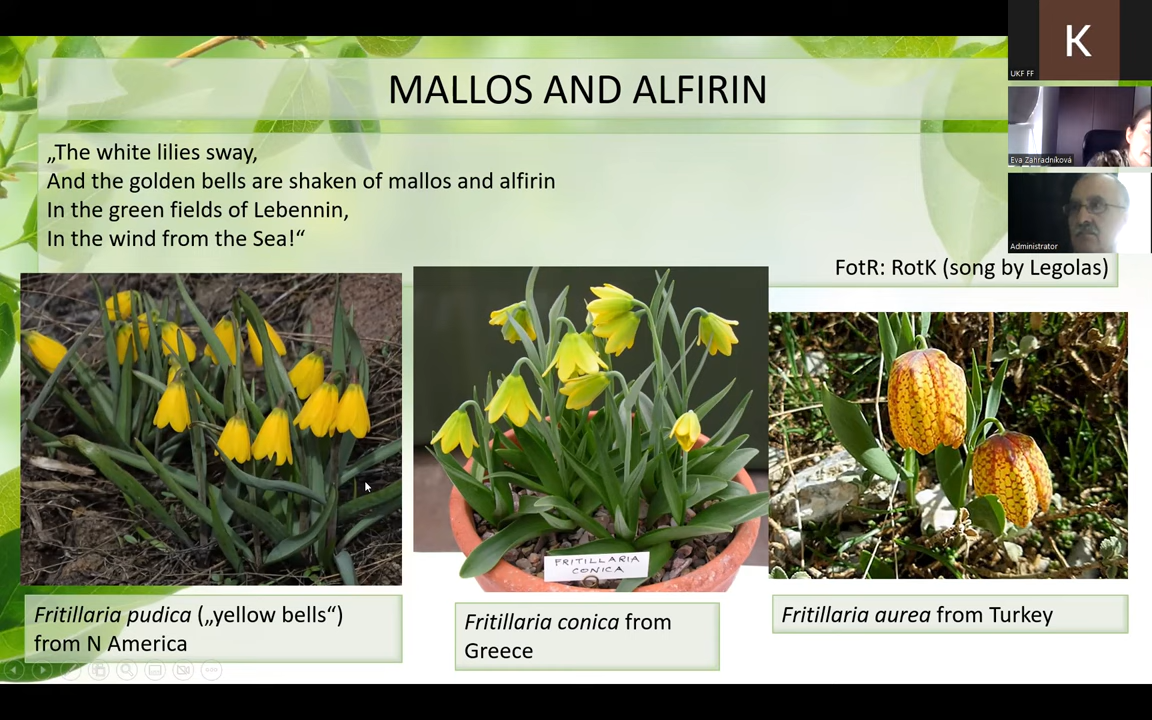 MALLOS AND ALFIRIN
„The white lilies sway,
And the golden bells are shaken of mallos and alfirin
In the green fields of Lebennin,
In the wind from the Sea!“
FotR: RotK (song by Legolas)
FRITILLARIA
CONICA
Fritillaria pudica („yellow bells“)
from N America
Fritillaria conica from
Greece
Fritillaria aurea from Turkey
K
UKF FF
Eva Zahradníková
Administrator